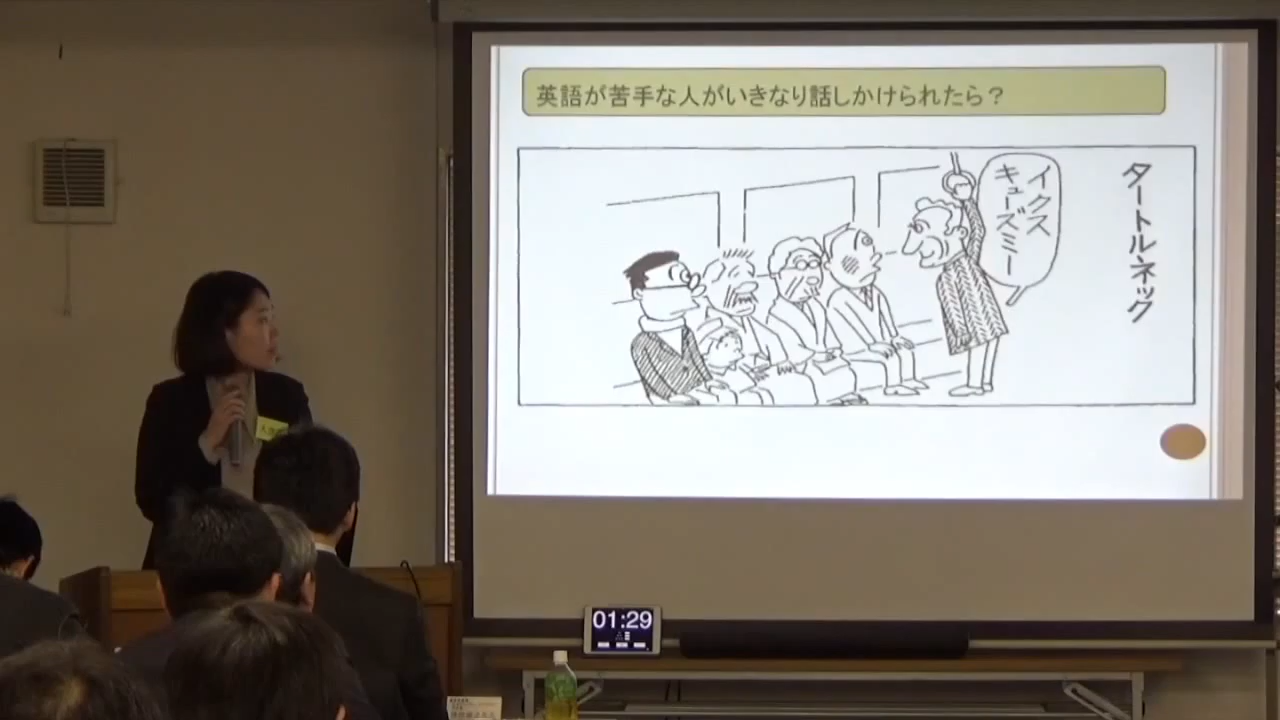 英語が苦手な人がいきなり話しかけられたら？
タートルネック
イクス
キューズミー
01:29